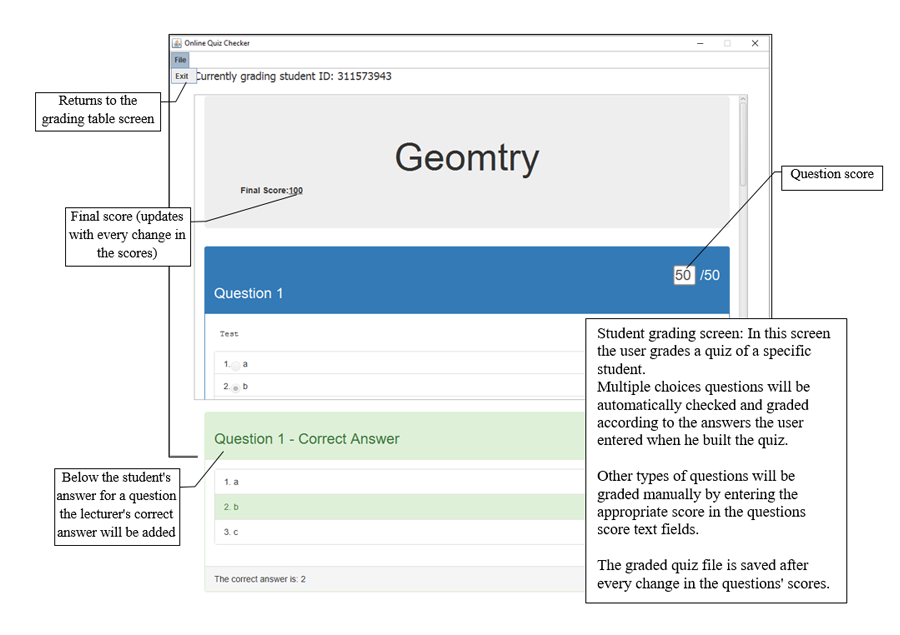 Online Quiz Checker
File
Exit
Currently grading student ID: 311573943
Returns to the
grading table screen
Geomtry
Final Score:100
Question score
Final score (updates
with every change in
the scores)
50 /50
Question 1
Test
1. a
2. b
Student grading screen: In this screen
the user grades a quiz of a specific
student.
Multiple choices questions will be
automatically checked and graded
according to the answers the user
entered when he built the quiz.
Other types of questions will be
graded manually by entering the
appropriate score in the questions
score text fields.
The graded quiz file is saved after
every change in the questions' scores.
Question 1 - Correct Answer
Below the student's
answer for a question
the lecturer's correct
answer will be added
1. a
2. b
3. c
The correct answer is: 2